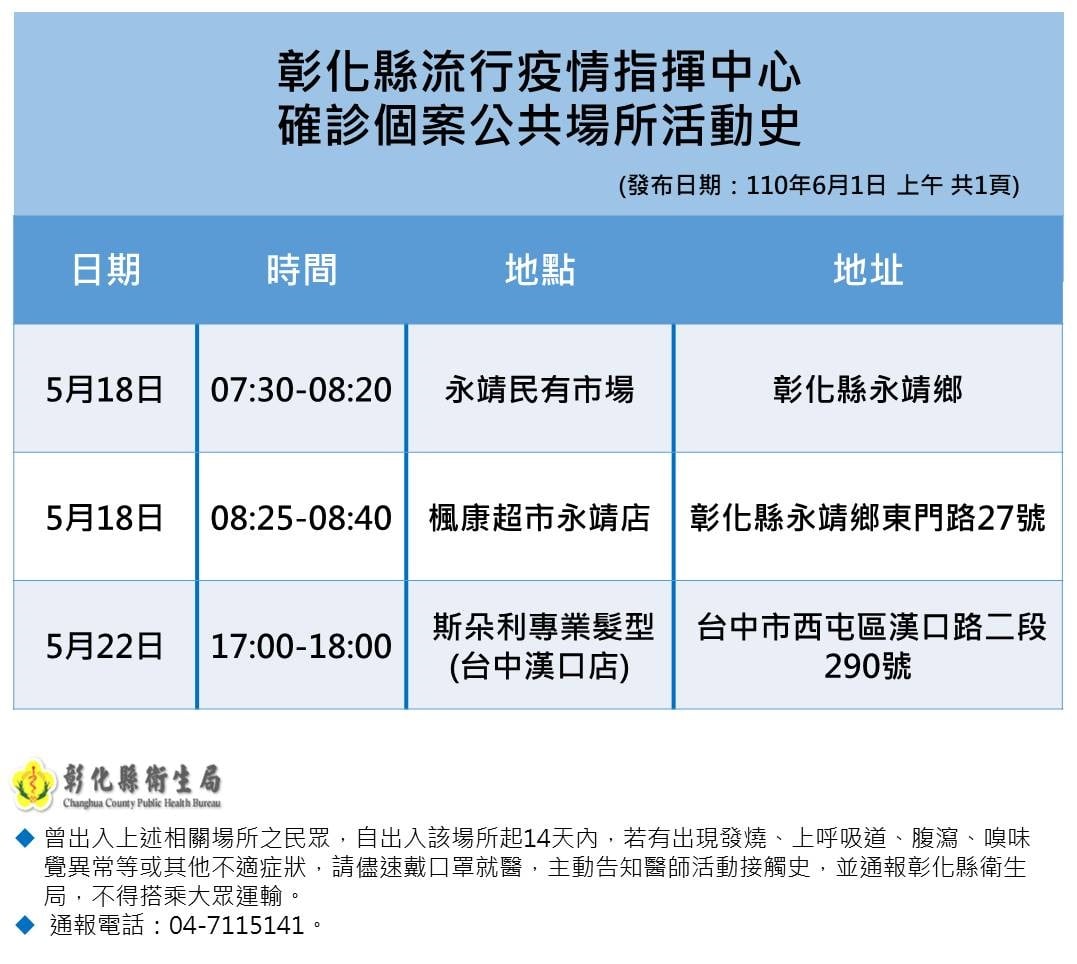 彰化縣流行疫情指揮中心
確診個案公共場所活動史
(發布日期：110年6月1日 上午 共1頁)
日期 時間 地點 地址
5月18日 07:30-08:20 永靖民有市場 彰化縣永靖鄉
5月18日 08:25-08:40 楓康超市永靖店 彰化縣永靖鄉東門路27號
5月22日 17:00-18:00 斯朵利專業髮型
(台中漢口店) 台中市西屯區漢口路二段
290號
彰化縣衛生局
Changhua County Public Health Bureau
◆ 曾出入上述相關場所之民眾，自出入該場所起14天內，若有出現發燒、上呼吸道、腹瀉、嗅味
覺異常等或其他不適症狀，請儘速戴口罩就醫，主動告知醫師活動接觸史，並通報彰化縣衛生
局，不得搭乘大眾運輸。
◆ 通報電話：04-7115141。